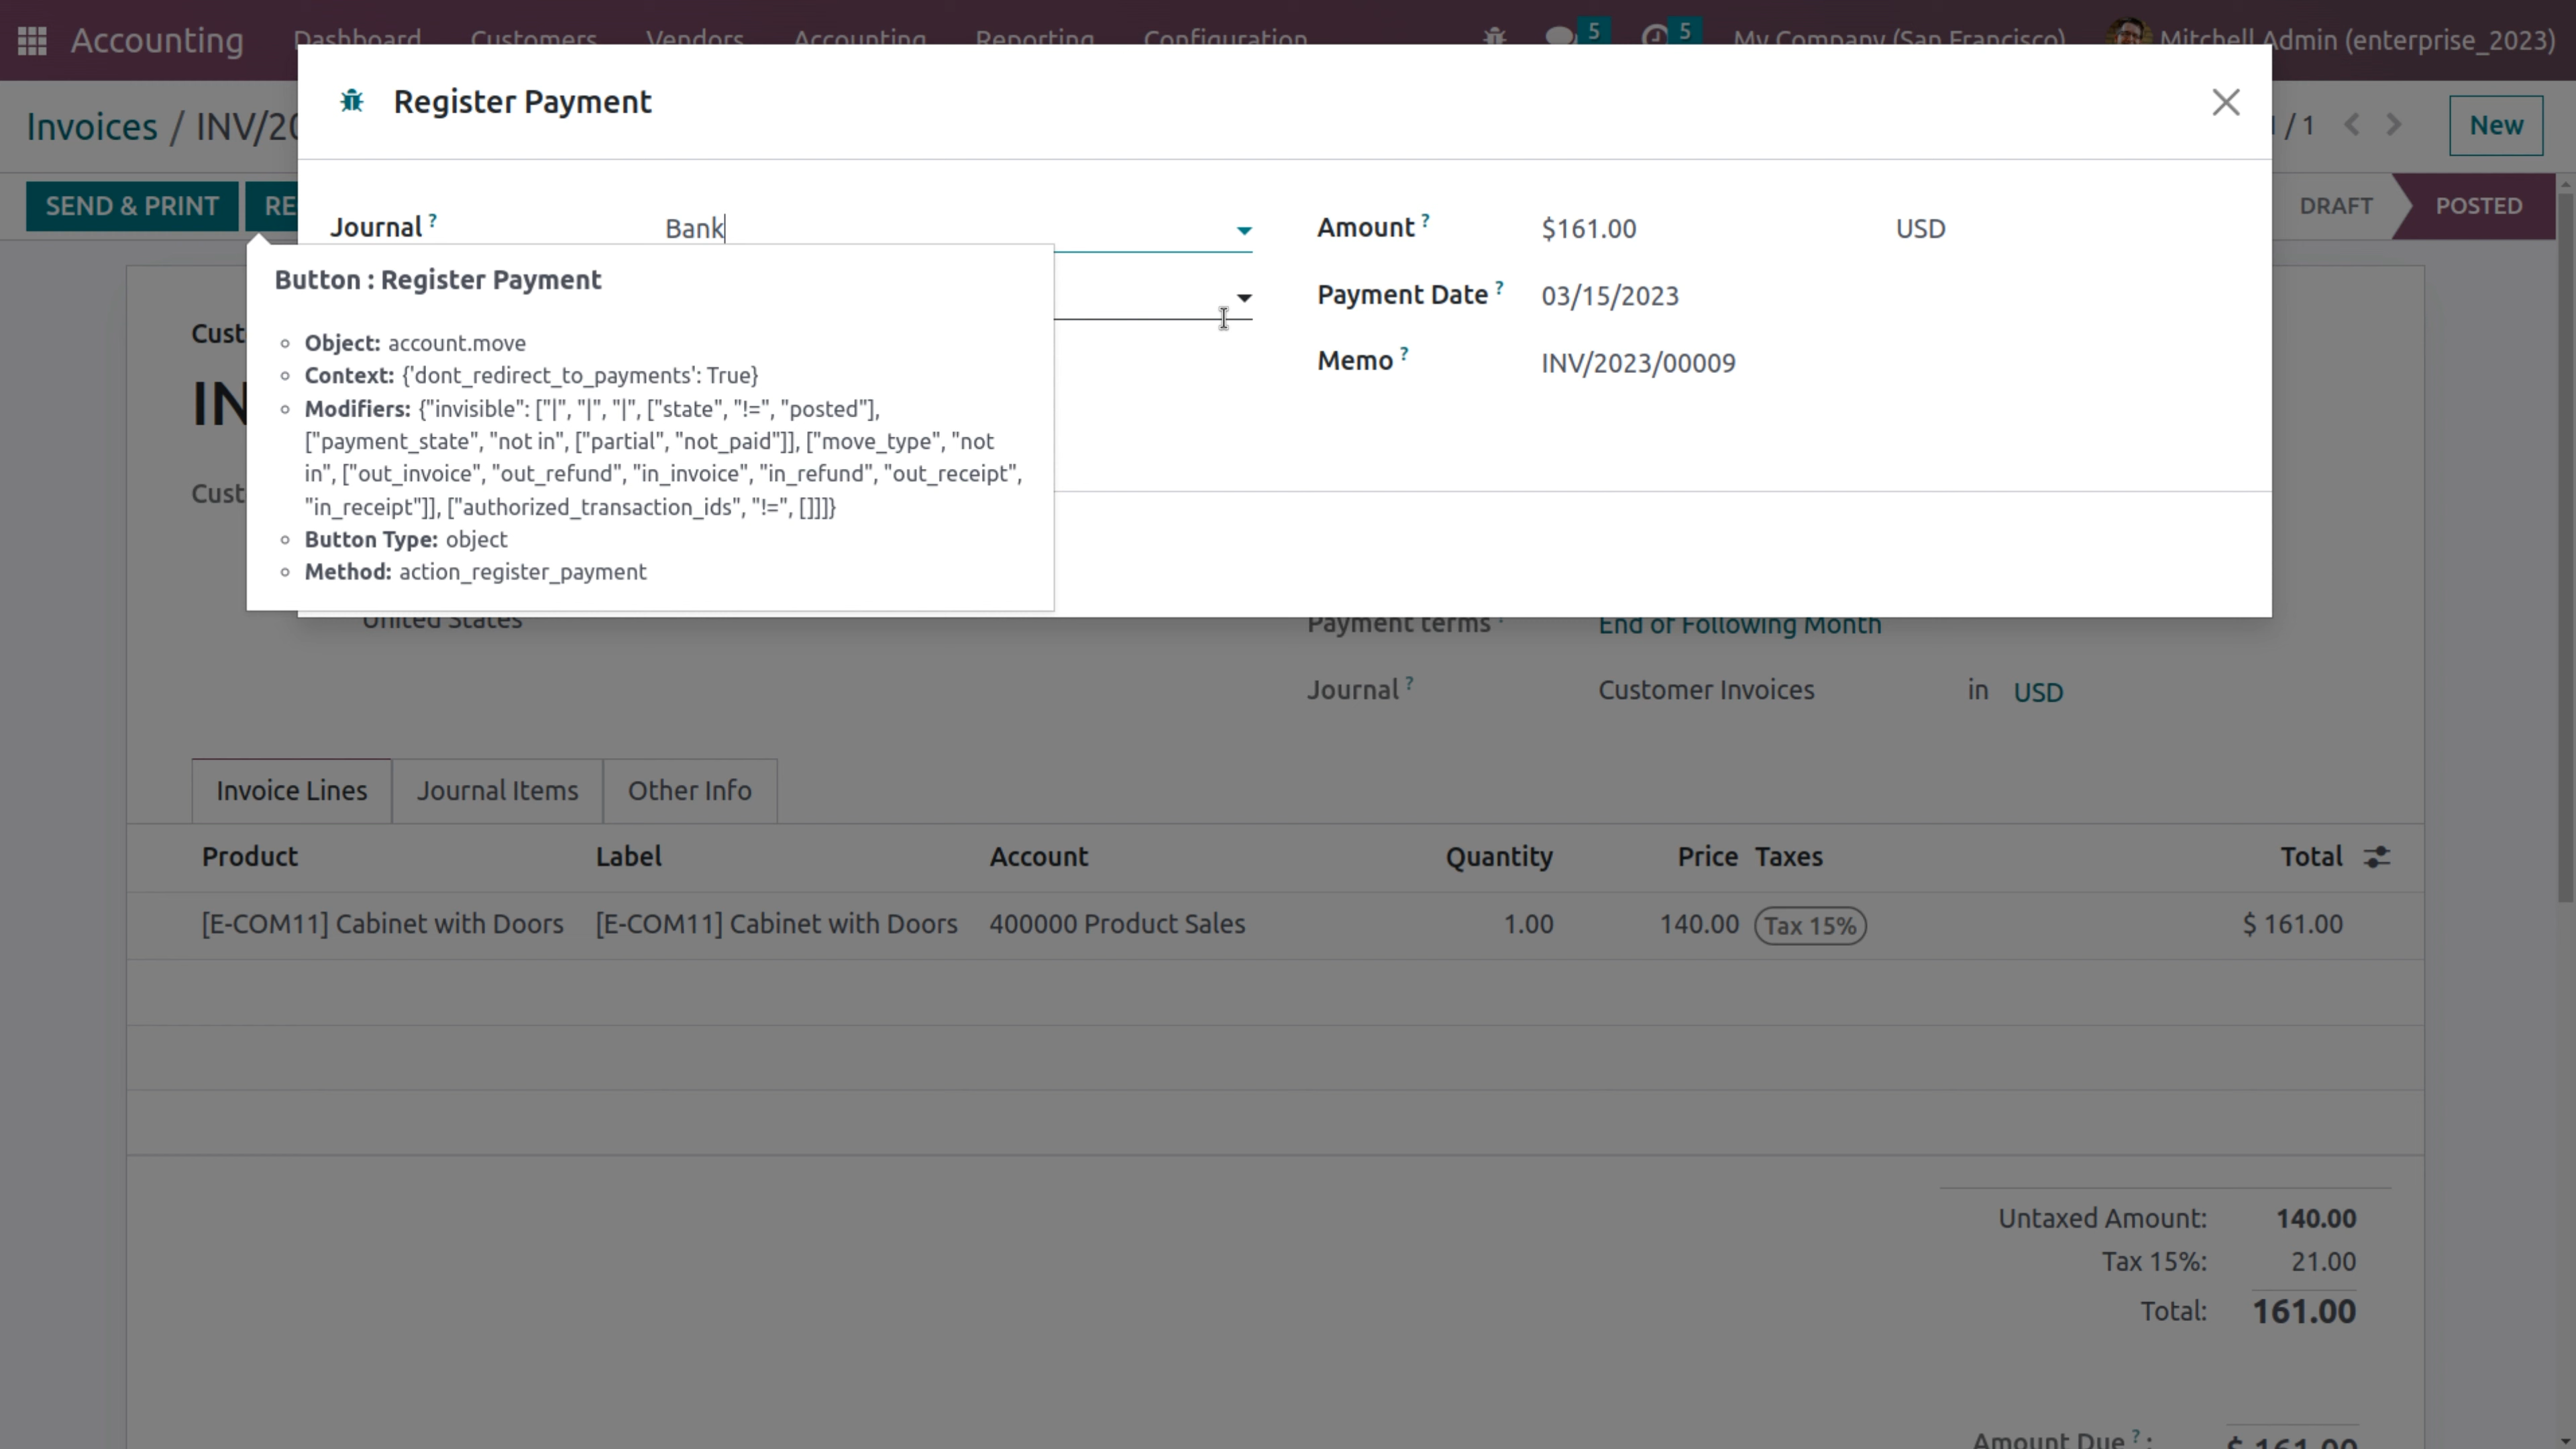 Accounting Dashboard Customers Vendors Accounting Reporting Configuration 5 5 My Company (San Francisco) Mitchell Admin (enterprise_2023)
Register Payment
Invoices / INV/20
/ 1 New
SEND & PRINT RE
DRAFT POSTED
Journal ? Bank
Amount ? $161.00 USD
Button : Register Payment
Payment Date ? 03/15/2023
Cust
Object: account.move
Memo ? INV/2023/00009
Context: {'dont_redirect_to_payments': True}
IN
Modifiers: {"invisible": ["|", "|", "|", ["state", "!=", "posted"],
["payment_state", "not in", ["partial", "not_paid"]], ["move_type", "not
in", ["out_invoice", "out_refund", "in_invoice", "in_refund", "out_receipt",
Cust
"in_receipt"]], ["authorized_transaction_ids", "!=", []]]}
Button Type: object
Method: action_register_payment
United States
Payment terms ? End of Following Month
Journal ? Customer Invoices in USD
Invoice Lines Journal Items Other Info
Product Label Account Quantity Price Taxes Total
[E-COM11] Cabinet with Doors [E-COM11] Cabinet with Doors 400000 Product Sales 1.00 140.00 Tax 15% $ 161.00
Untaxed Amount: 140.00
Tax 15%: 21.00
Total: 161.00
Amount Due ? : $ 161.00